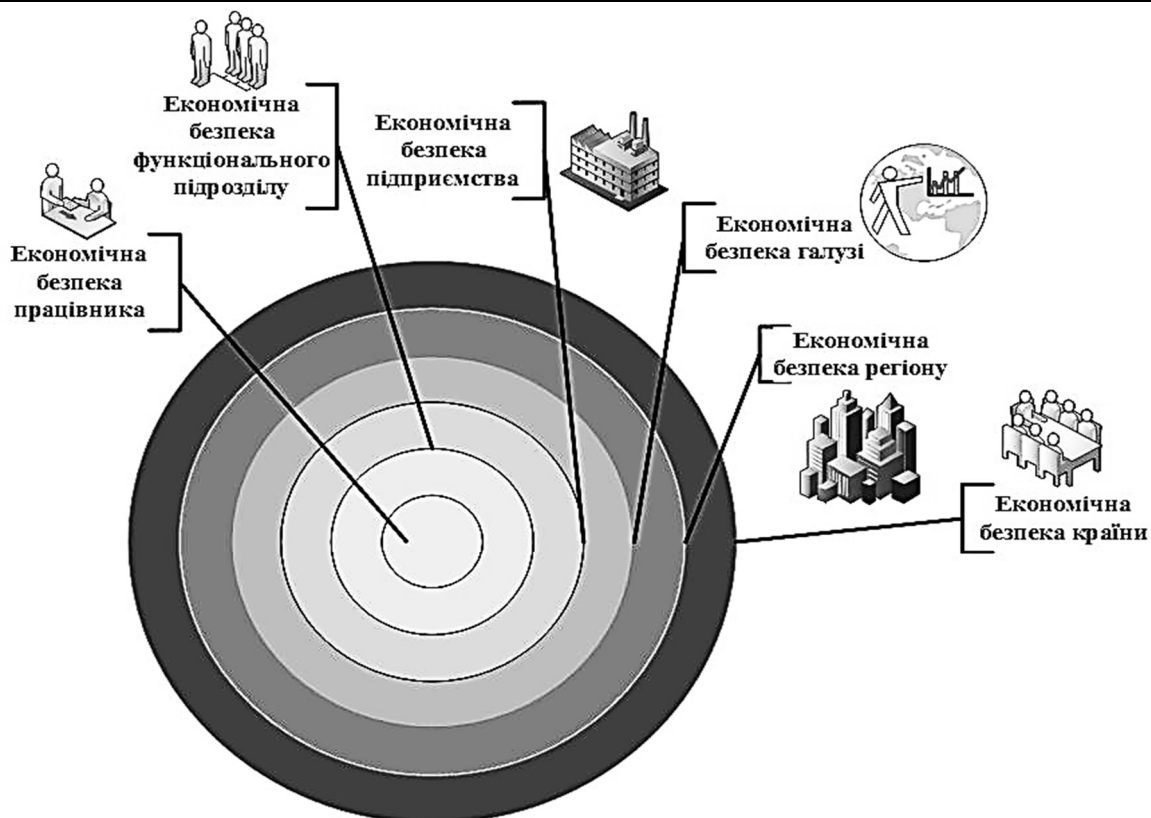 Економічна
безпека
функціонального
підрозділу
Економічна
безпека
підприємства
Економічна
безпека галузі
Економічна
безпека
працівника
Економічна
безпека регіону
Економічна
безпека країни